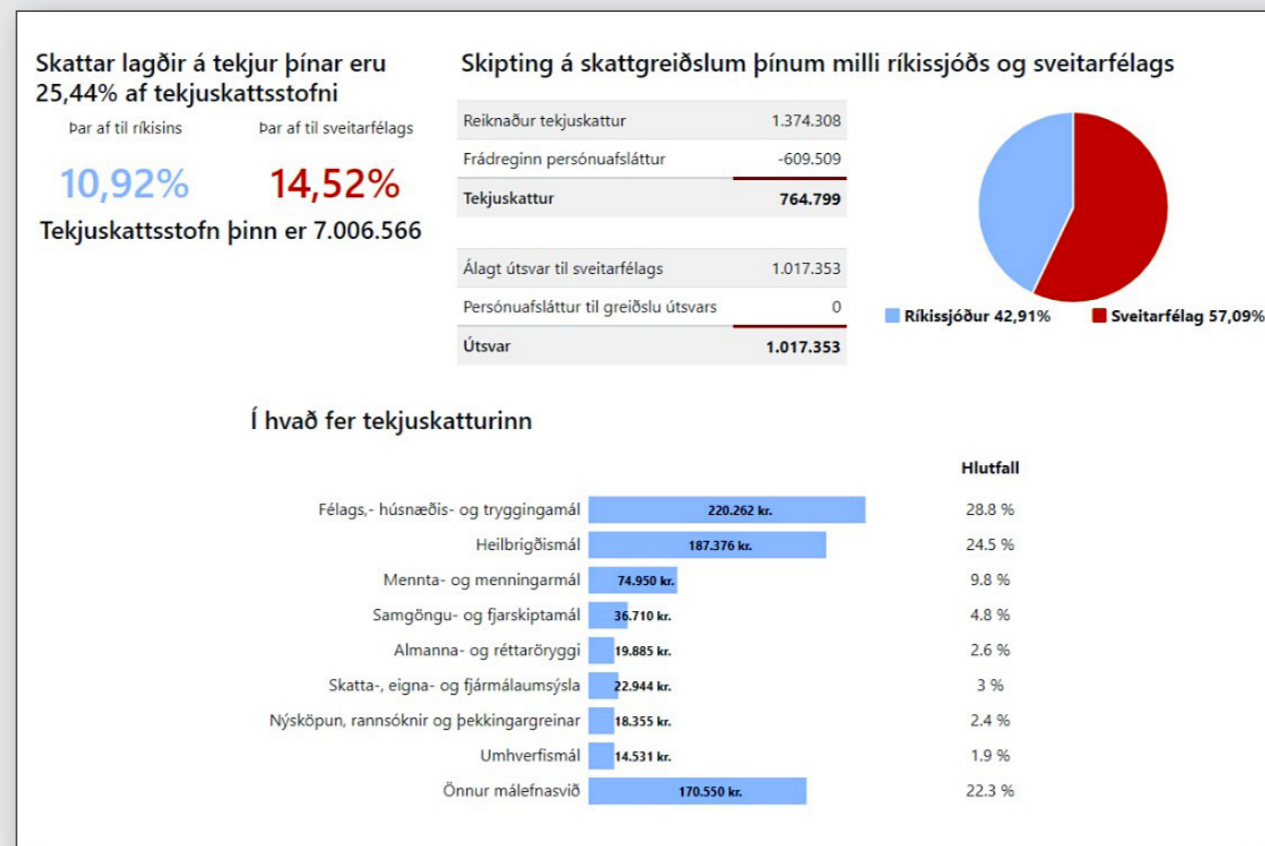 Skattar lagðir á tekjur þínar eru
25,44% af tekjuskattsstofni
Þar af til ríkisins Þar af til sveitarfélags
10,92% 14,52%
Tekjuskattsstofn þinn er 7.006.566
Skipting á skattgreiðslum þínum milli ríkissjóðs og sveitarfélags
Reiknaður tekjuskattur 1.374.308
Frádreginn persónuafsláttur -609.509
Tekjuskattur 764.799
Álagt útsvar til sveitarfélags 1.017.353
Persónuafsláttur til greiðslu útsvars 0
Útsvar 1.017.353
Ríkissjóður 42,91% Sveitarfélag 57,09%
Í hvað fer tekjuskatturinn
Hlutfall
Félags,- húsnæðis- og tryggingamál 220.262 kr. 28.8 %
Heilbrigðismál 187.376 kr. 24.5 %
Mennta- og menningarmál 74.950 kr. 9.8 %
Samgöngu- og fjarskiptamál 36.710 kr. 4.8 %
Almanna- og réttaröryggi 19.885 kr. 2.6 %
Skatta-, eigna- og fjármálaumsýsla 22.944 kr. 3 %
Nýsköpun, rannsóknir og þekkingargreinar 18.355 kr. 2.4 %
Umhverfismál 14.531 kr. 1.9 %
Önnur málefnasvið 170.550 kr. 22.3 %